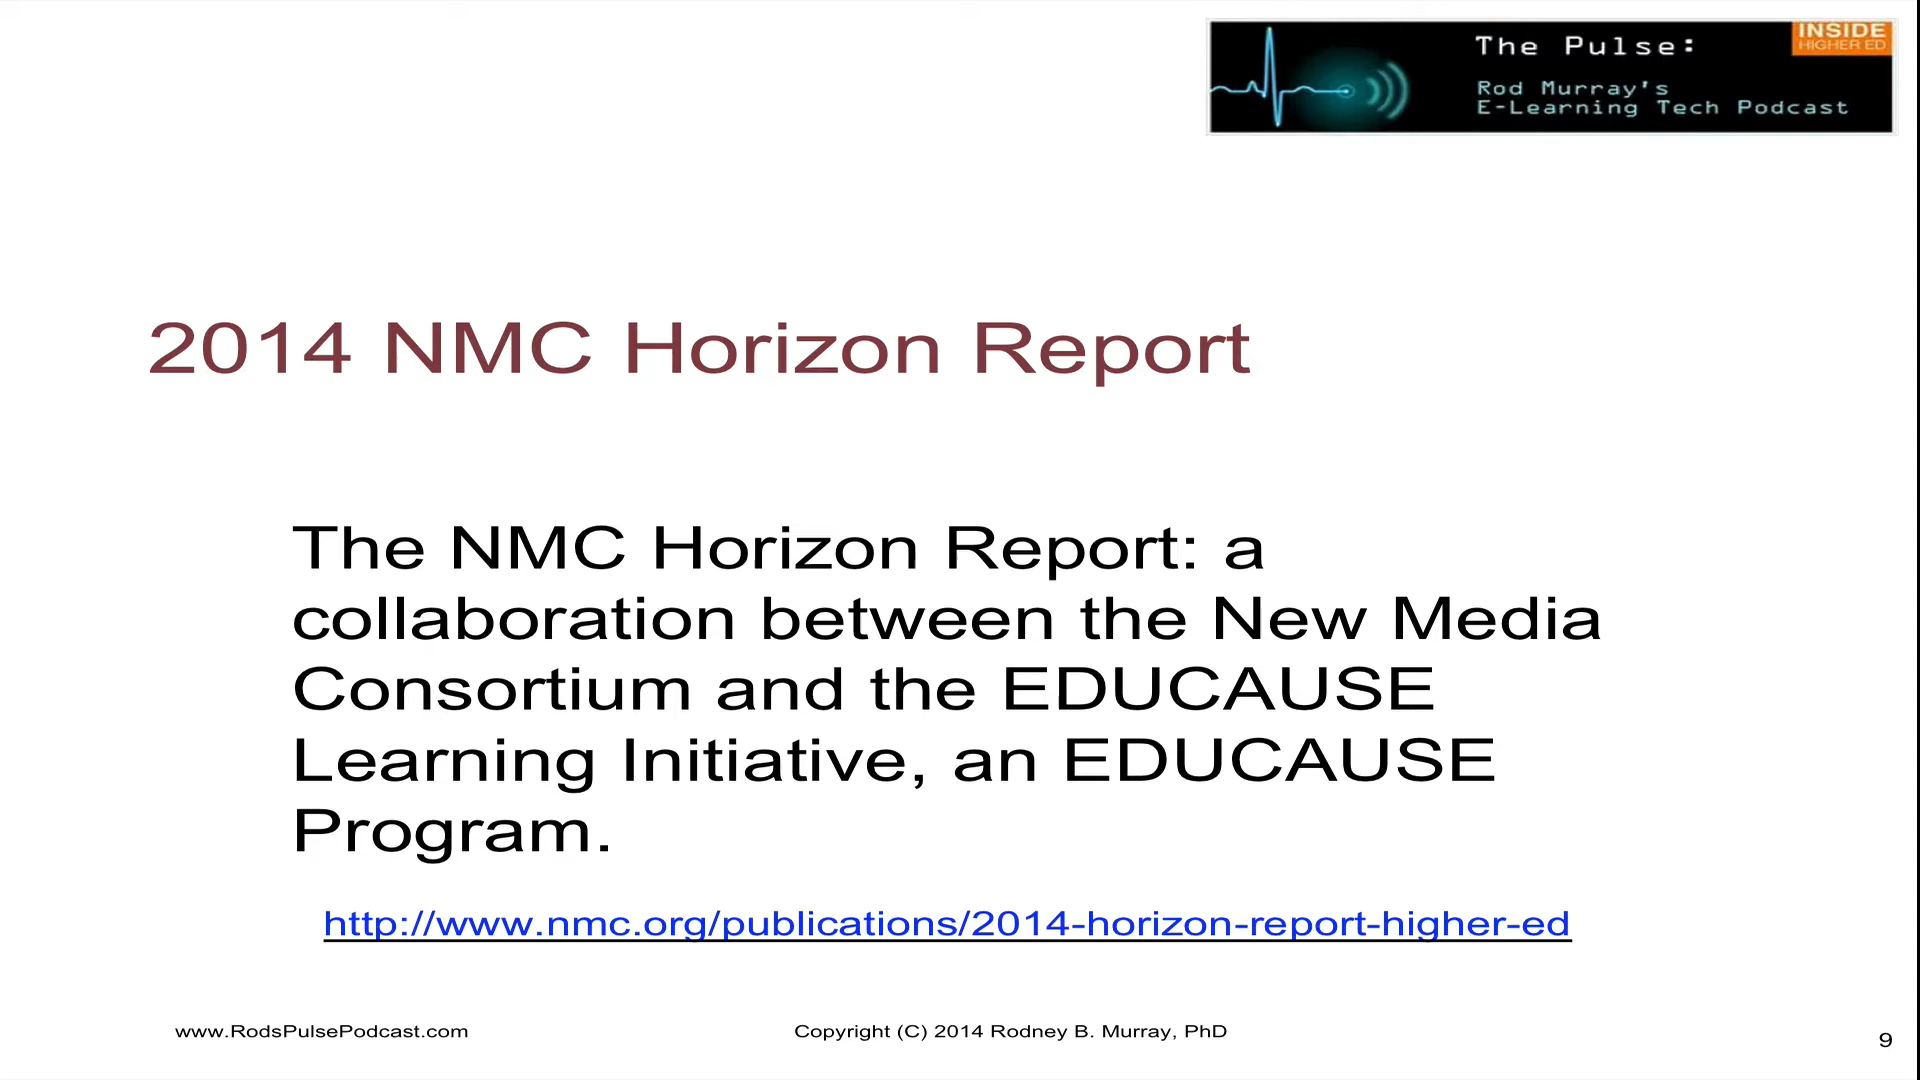 INSIDE
HIGHER ED
The Pulse:
Rod Murray's
E-Learning Tech Podcast
2014 NMC Horizon Report
The NMC Horizon Report: a
collaboration between the New Media
Consortium and the EDUCAUSE
Learning Initiative, an EDUCAUSE
Program.
http://www.nmc.org/publications/2014-horizon-report-higher-ed
www.RodsPulsePodcast.com
Copyright (C) 2014 Rodney B. Murray, PhD
9